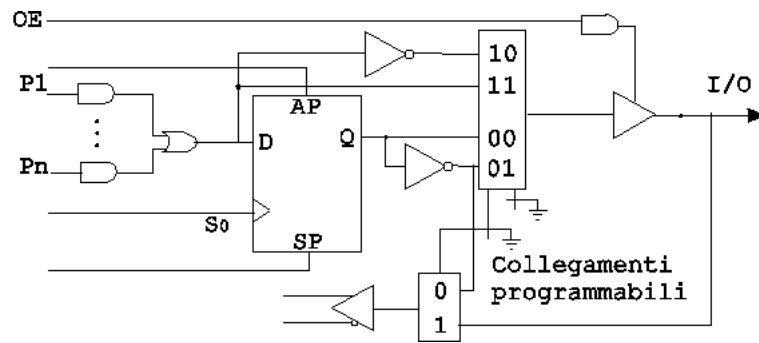 OE
P1
Pn
AP
D
Q
S0
SP
10
11
00
01
I/O
Collegamenti
programmabili
0
1